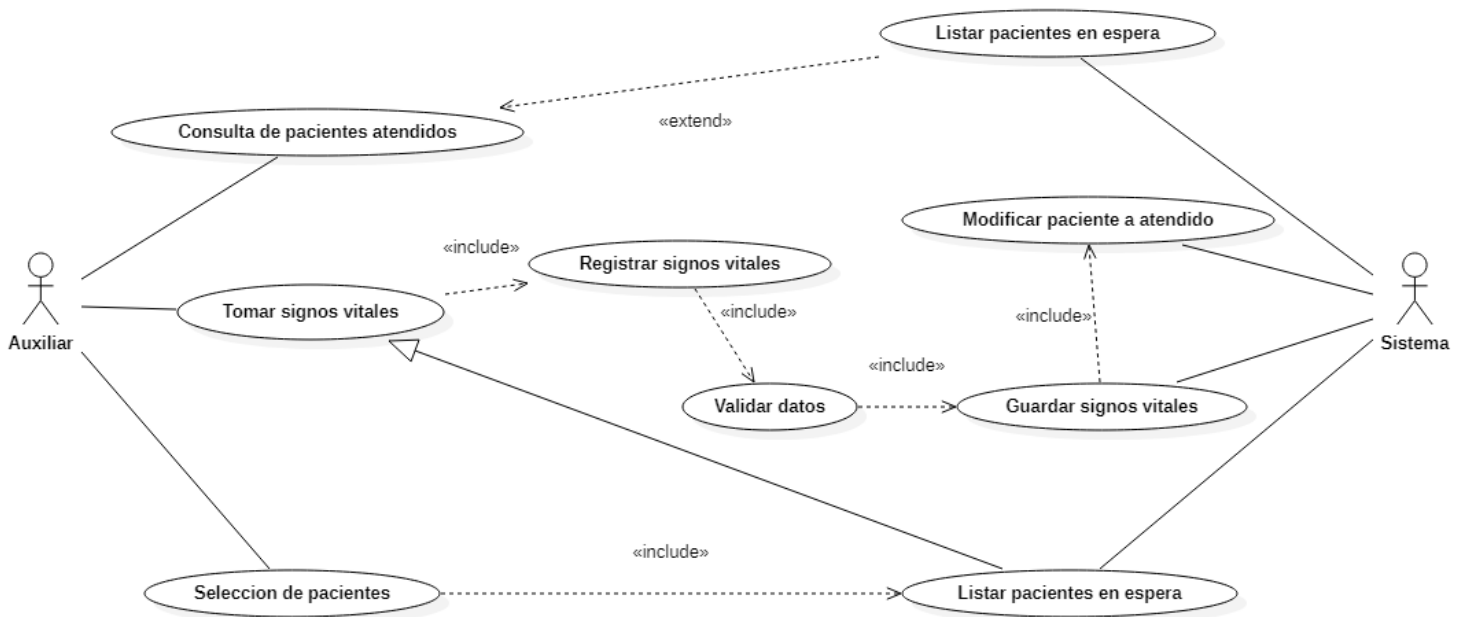 Listar pacientes en espera
«extend»
Consulta de pacientes atendidos
Modificar paciente a atendido
«include»
Registrar signos vitales
Tomar signos vitales
«include»
«include»
Auxiliar
Sistema
«include»
Validar datos
Guardar signos vitales
«include»
Seleccion de pacientes
Listar pacientes en espera